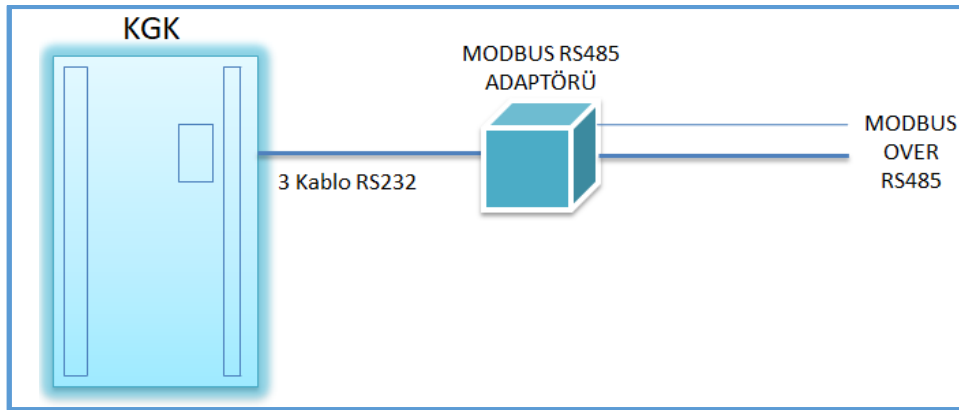 KGK
MODBUS RS485
ADAPTÖRÜ
3 Kablo RS232
MODBUS
OVER
RS485